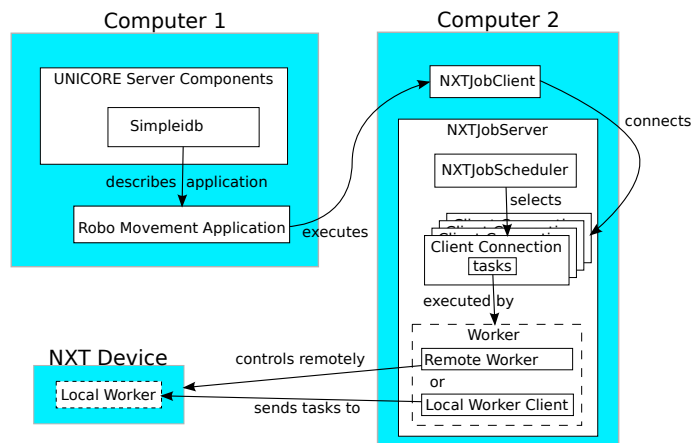 Computer 1
Computer 2
UNICORE Server Components
Simpleidb
describes application
Robo Movement Application
executes
NXTJobClient
connects
NXTJobServer
NXTJobScheduler
selects
Client Connection
tasks
executed by
Worker
Remote Worker
or
Local Worker Client
controls remotely
sends tasks to
NXT Device
Local Worker